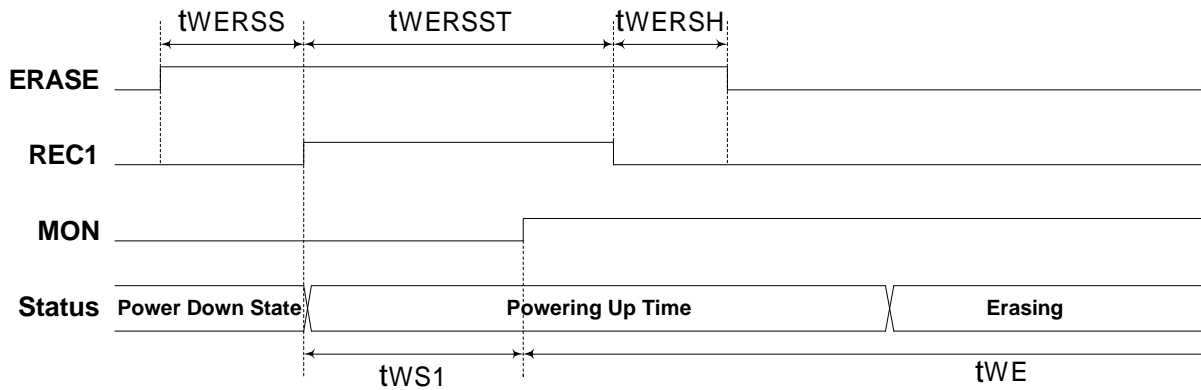 tWERSS tWERSST tWERSH
ERASE
REC1
MON
Status Power Down State Powering Up Time Erasing
tWS1 tWE